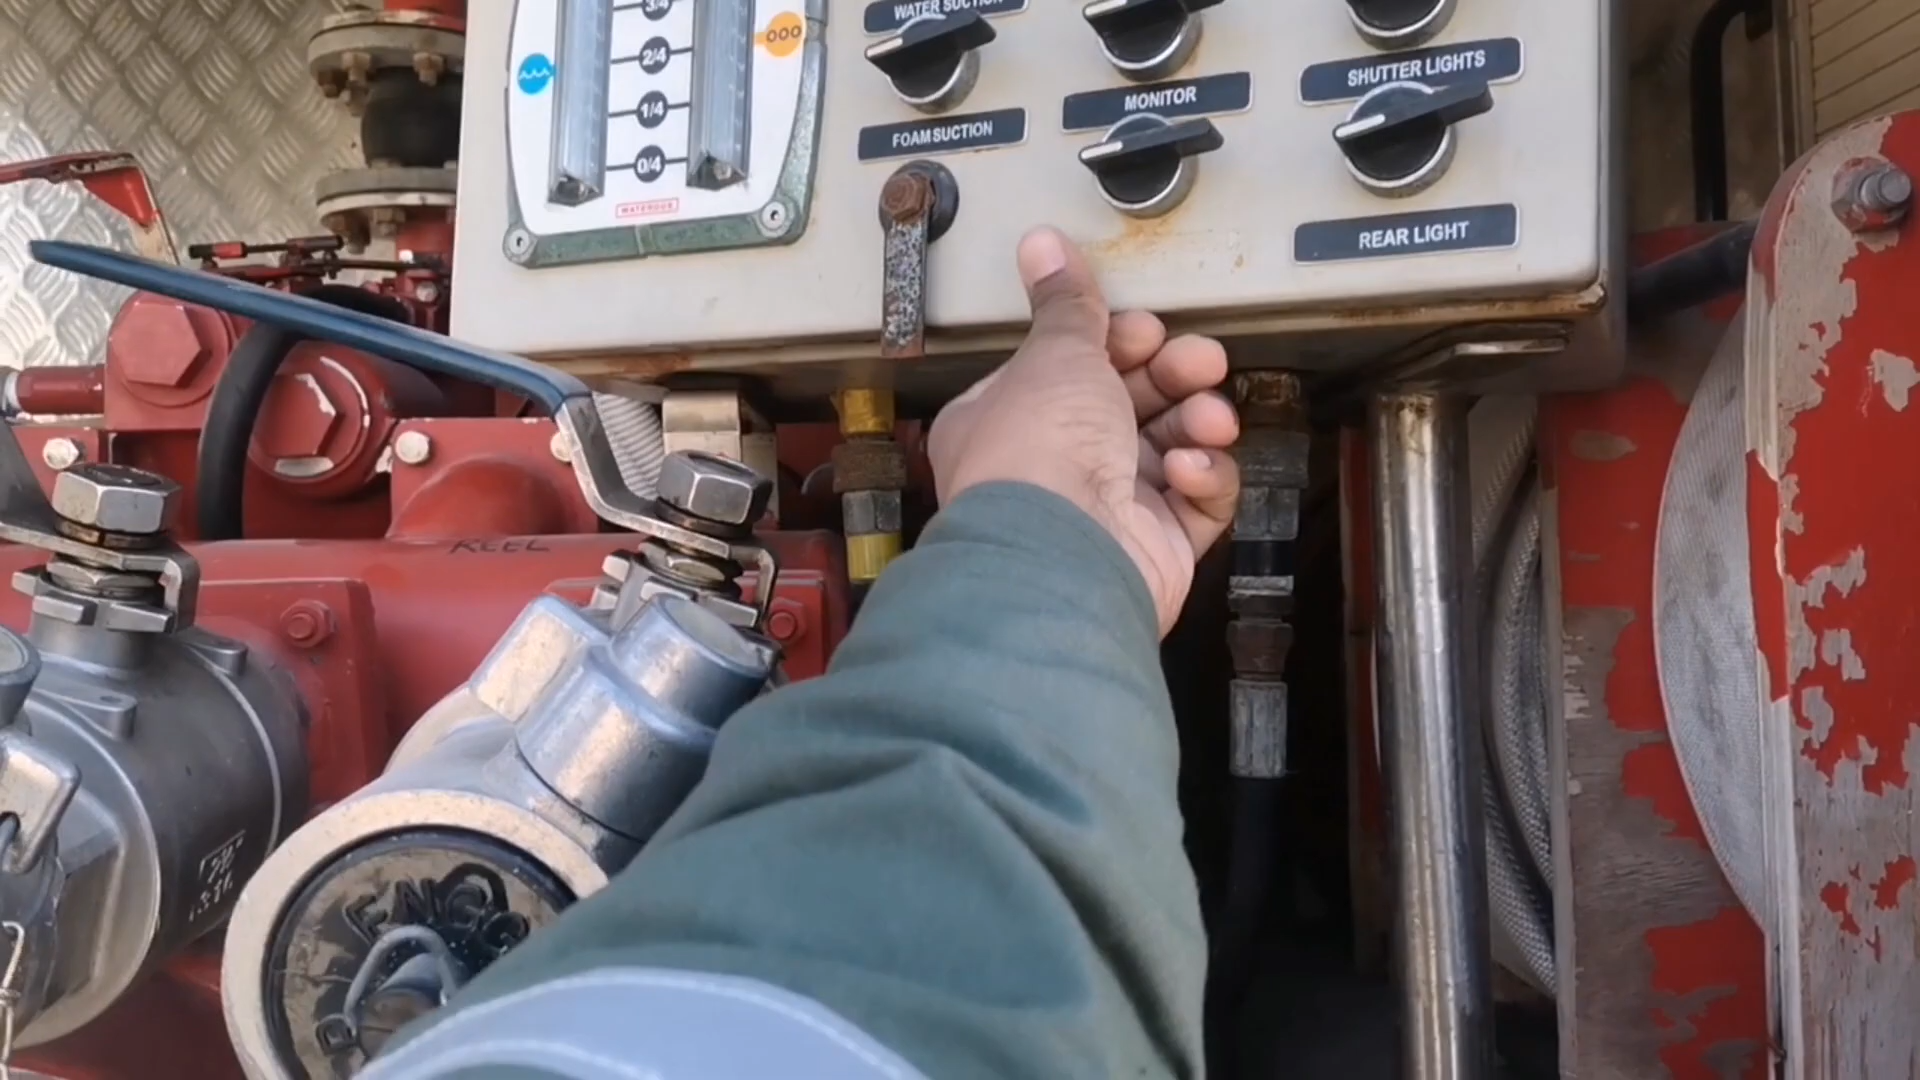 3/4
WATER SUCTION
000
2/4
SHUTTER LIGHTS
MONITOR
1/4
FOAM SUCTION
0/4
WATEROUS
REAR LIGHT
REEL